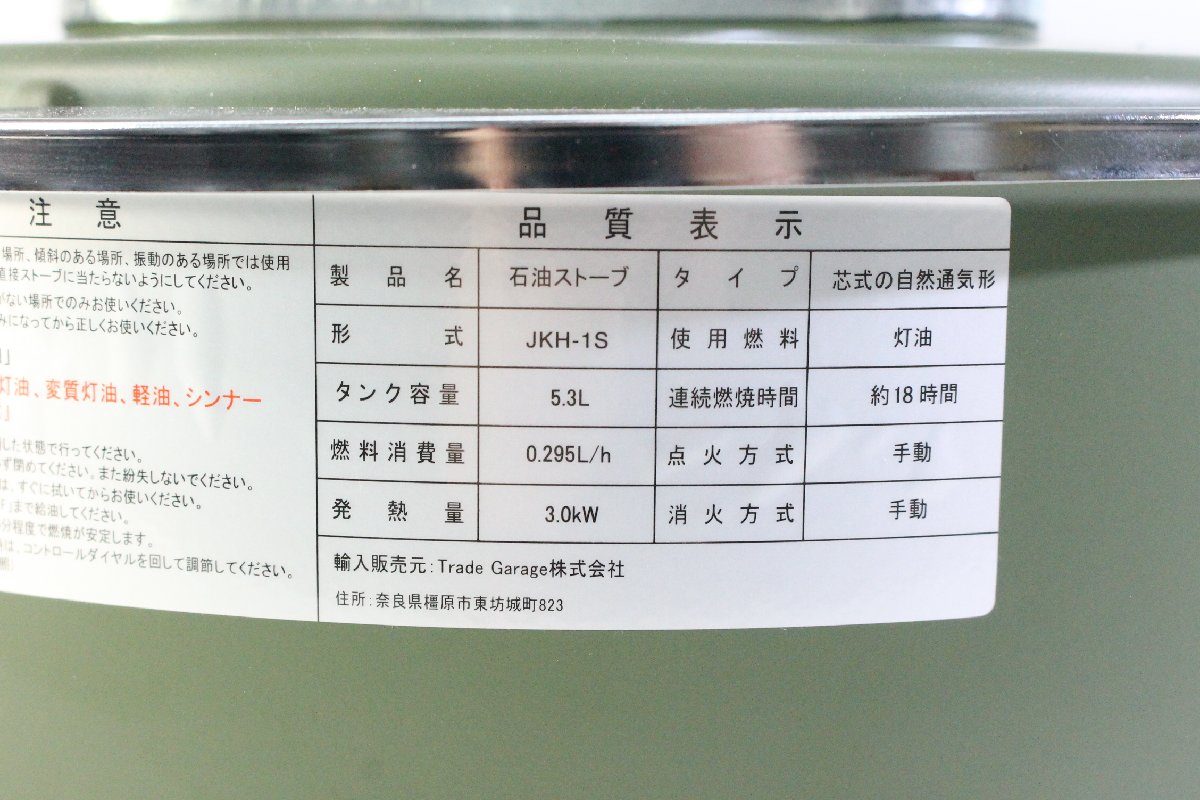 注意
場所、傾斜のある場所、振動のある場所では使用
直接ストーブに当たらないようにしてください。
がない場所でのみお使いください。
みになってから正しくお使いください。
」
灯油、変質灯油、軽油、シンナー
」
した状態で行ってください。
ず閉めてください。また紛失しないでください。
は、すぐに拭いてからお使いください。
」まで給油してください。
分程度で燃焼が安定します。
は、コントロールダイヤルを回して調節してください。
品質表示
製品名 石油ストーブ タイプ 芯式の自然通気形
形式 JKH-1S 使用燃料 灯油
タンク容量 5.3L 連続燃焼時間 約18時間
燃料消費量 0.295L/h 点火方式 手動
発熱量 3.0kW 消火方式 手動
輸入販売元:Trade Garage株式会社
住所:奈良県橿原市東坊城町823